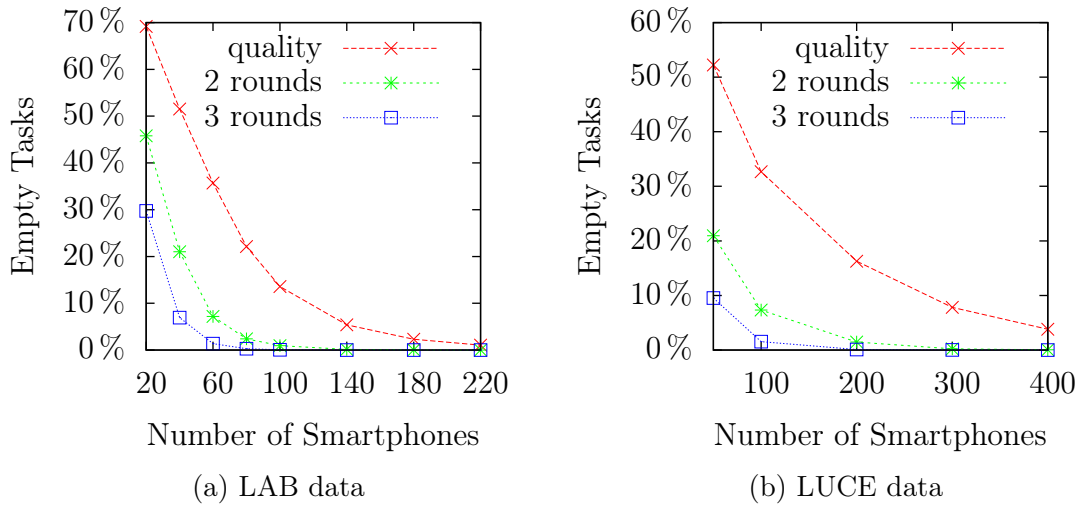 70 %
60 %
50 %
40 %
30 %
20 %
10 %
0 %
Empty Tasks
quality
2 rounds
3 rounds
20 60 100 140 180 220
Number of Smartphones
(a) LAB data
60 %
50 %
40 %
30 %
20 %
10 %
0 %
Empty Tasks
quality
2 rounds
3 rounds
100 200 300 400
Number of Smartphones
(b) LUCE data